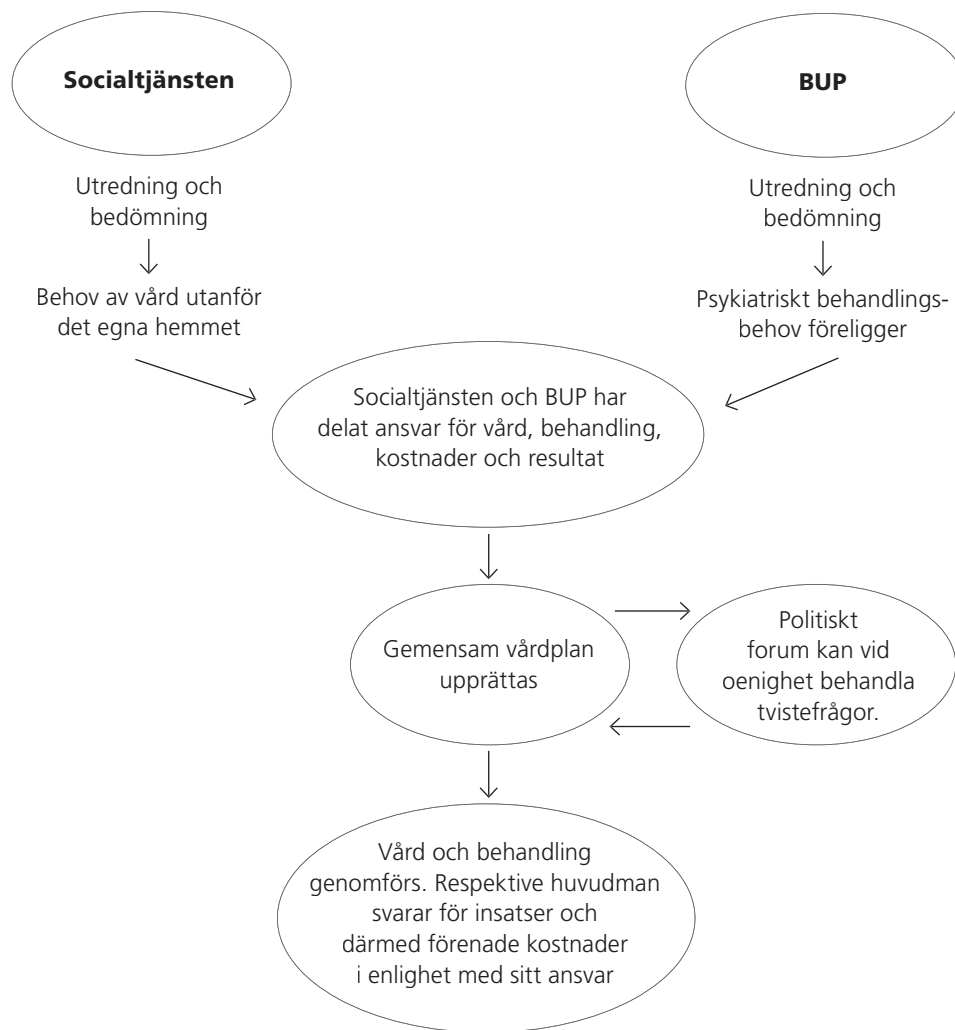 Socialtjänsten
Utredning och
bedömning
Behov av vård utanför
det egna hemmet
BUP
Utredning och
bedömning
Psykiatriskt behandlings-
behov föreligger
Socialtjänsten och BUP har
delat ansvar för vård, behandling,
kostnader och resultat
Gemensam vårdplan
upprättas
Politiskt
forum kan vid
oenighet behandla
tvistefrågor.
Vård och behandling
genomförs. Respektive huvudman
svarar för insatser och
därmed förenade kostnader
i enlighet med sitt ansvar